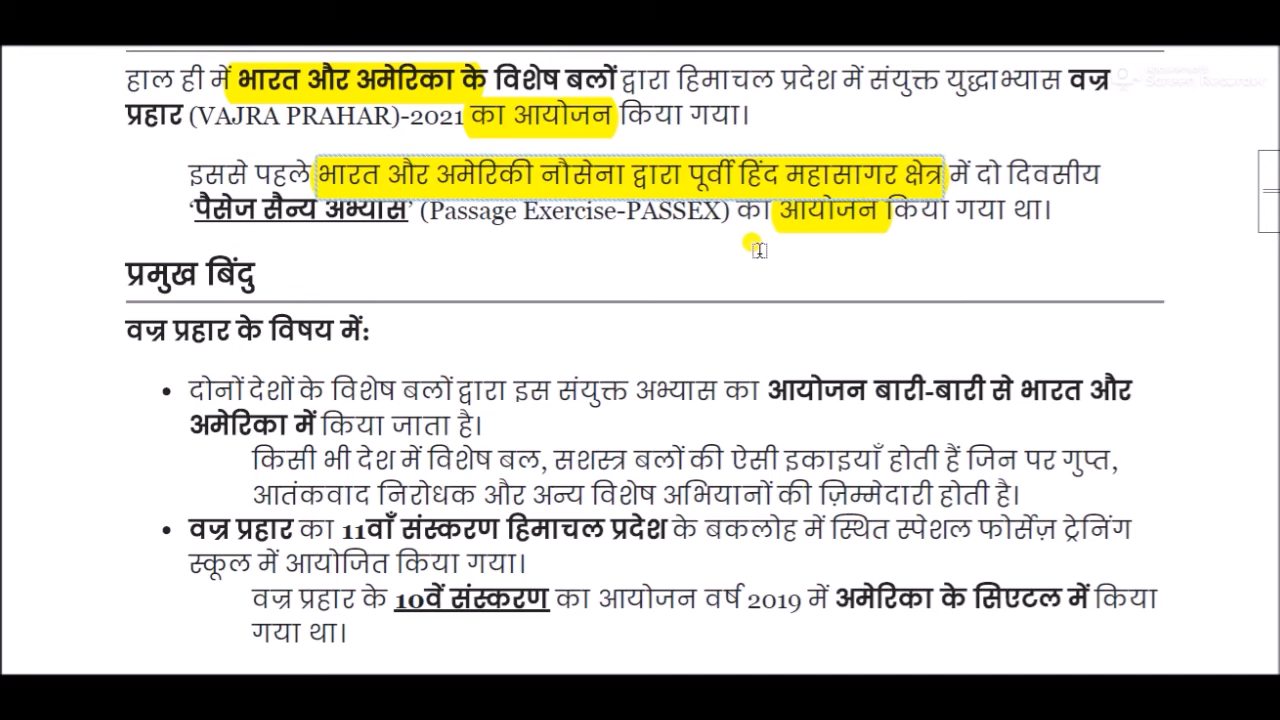 हाल ही में भारत और अमेरिका के विशेष बलों द्वारा हिमाचल प्रदेश में संयुक्त युद्धाभ्यास वज्र
प्रहार (VAJRA PRAHAR)-2021 का आयोजन किया गया।
इससे पहले भारत और अमेरिकी नौसेना द्वारा पूर्वी हिंद महासागर क्षेत्र में दो दिवसीय
‘पैसेज सैन्य अभ्यास’ (Passage Exercise-PASSEX) का आयोजन किया गया था।
प्रमुख बिंदु
वज्र प्रहार के विषय में:
• दोनों देशों के विशेष बलों द्वारा इस संयुक्त अभ्यास का आयोजन बारी-बारी से भारत और
अमेरिका में किया जाता है।
किसी भी देश में विशेष बल, सशस्त्र बलों की ऐसी इकाइयाँ होती हैं जिन पर गुप्त,
आतंकवाद निरोधक और अन्य विशेष अभियानों की ज़िम्मेदारी होती है।
• वज्र प्रहार का 11वाँ संस्करण हिमाचल प्रदेश के बकलोह में स्थित स्पेशल फोर्सेज़ ट्रेनिंग
स्कूल में आयोजित किया गया।
वज्र प्रहार के 10वें संस्करण का आयोजन वर्ष 2019 में अमेरिका के सिएटल में किया
गया था।